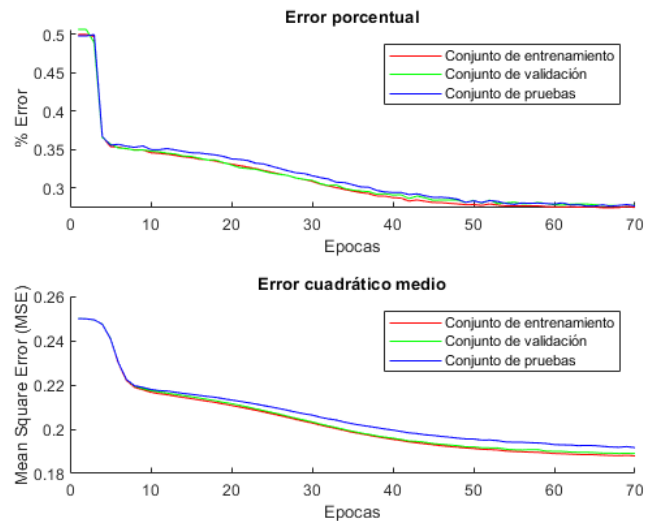 Error porcentual
% Error
0.5
0.45
0.4
0.35
0.3
Conjunto de entrenamiento
Conjunto de validación
Conjunto de pruebas
0 10 20 30 40 50 60 70
Epocas
Error cuadrático medio
Mean Square Error (MSE)
0.26
0.24
0.22
0.2
0.18
Conjunto de entrenamiento
Conjunto de validación
Conjunto de pruebas
0 10 20 30 40 50 60 70
Epocas